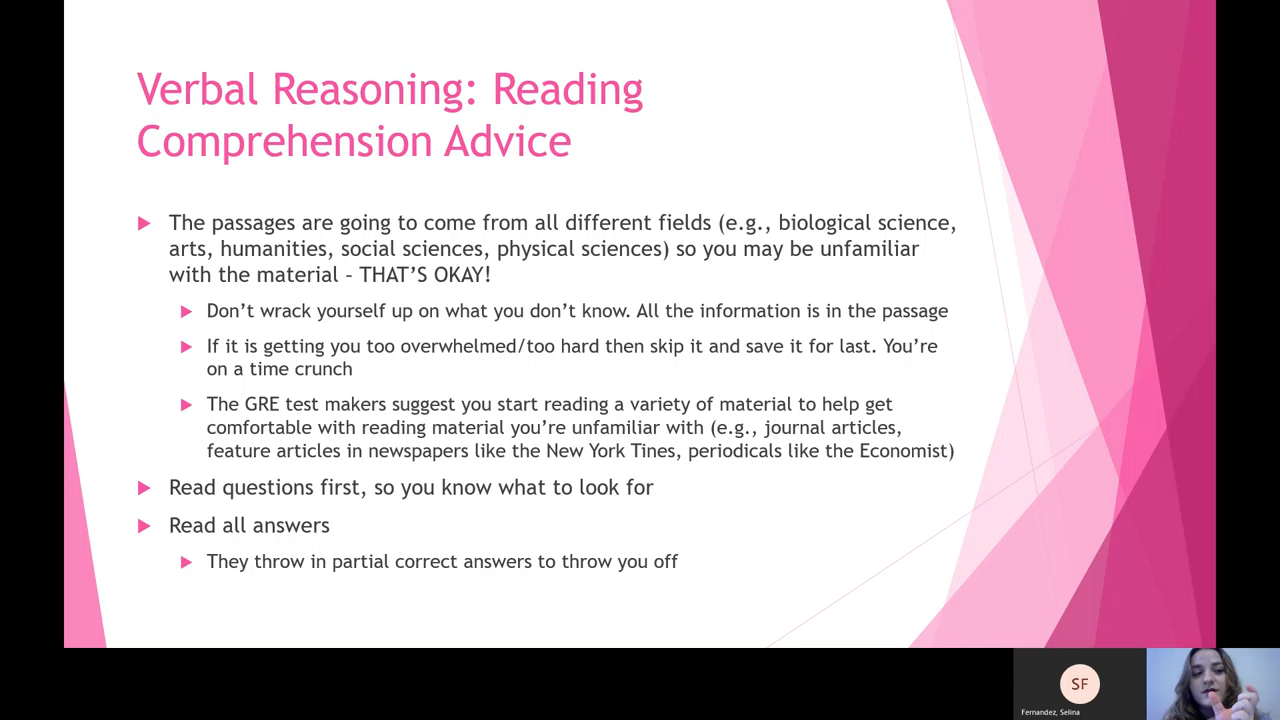 Verbal Reasoning: Reading
Comprehension Advice
The passages are going to come from all different fields (e.g., biological science,
arts, humanities, social sciences, physical sciences) so you may be unfamiliar
with the material – THAT'S OKAY!
Don't wrack yourself up on what you don't know. All the information is in the passage
If it is getting you too overwhelmed/too hard then skip it and save it for last. You're
on a time crunch
The GRE test makers suggest you start reading a variety of material to help get
comfortable with reading material you're unfamiliar with (e.g., journal articles,
feature articles in newspapers like the New York Tines, periodicals like the Economist)
Read questions first, so you know what to look for
Read all answers
They throw in partial correct answers to throw you off
SF
Fernandez, Selina